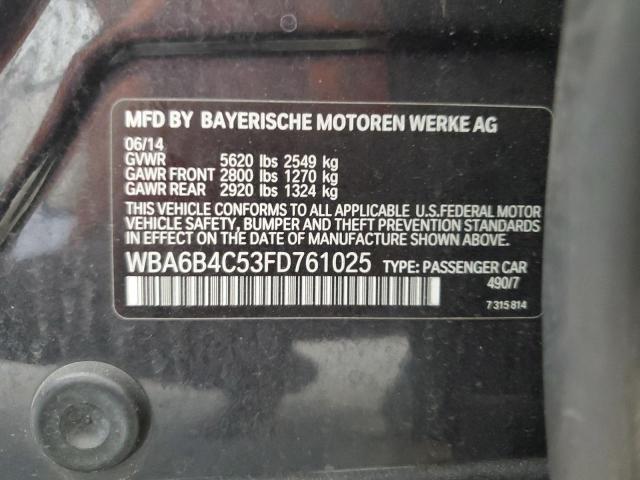 MFD BY BAYERISCHE MOTOREN WERKE AG
06/14
GVWR 5620 lbs 2549 kg
GAWR FRONT 2800 lbs 1270 kg
GAWR REAR 2920 lbs 1324 kg
THIS VEHICLE CONFORMS TO ALL APPLICABLE U.S.FEDERAL MOTOR
VEHICLE SAFETY, BUMPER AND THEFT PREVENTION STANDARDS
IN EFFECT ON THE DATE OF MANUFACTURE SHOWN ABOVE.
WBA6B4C53FD761025 TYPE: PASSENGER CAR
490/7
7 315 814